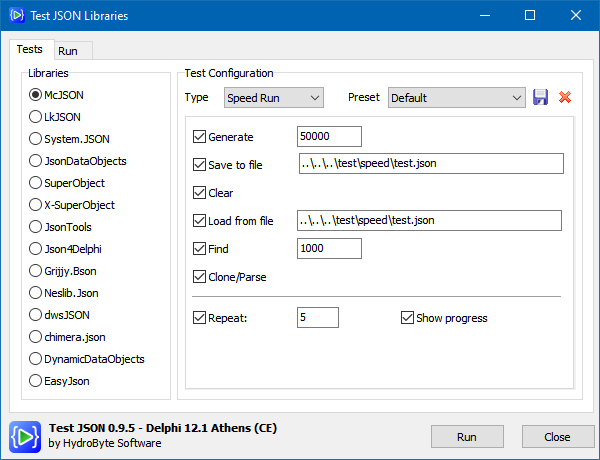 Test JSON Libraries
Tests
Run
Libraries
McJSON
LkJSON
System.JSON
JsonDataObjects
SuperObject
X-SuperObject
JsonTools
Json4Delphi
Grijjy.Bson
Neslib.Json
dwsJSON
chimera.json
DynamicDataObjects
EasyJson
Test Configuration
Type Speed Run Preset Default
Generate 50000
Save to file ..\..\..\test\speed\test.json
Clear
Load from file ..\..\..\test\speed\test.json
Find 1000
Clone/Parse
Repeat: 5 Show progress
Test JSON 0.9.5 - Delphi 12.1 Athens (CE)
by HydroByte Software
Run
Close